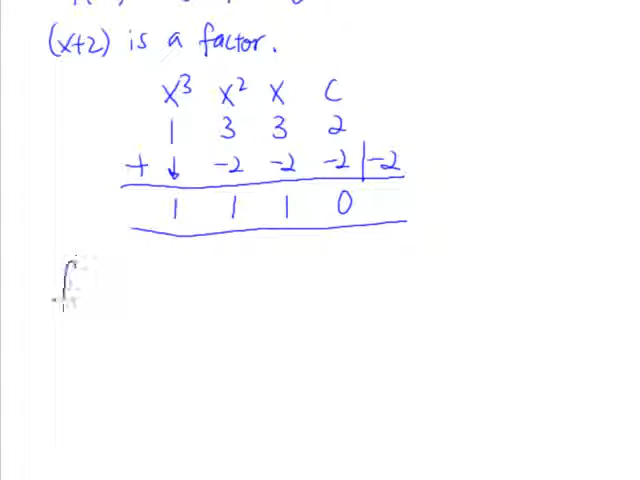 (x+2) is a factor.
x³ x² x C
1 3 3 2
+ ↓ -2 -2 -2 |-2
1 1 1 0
f